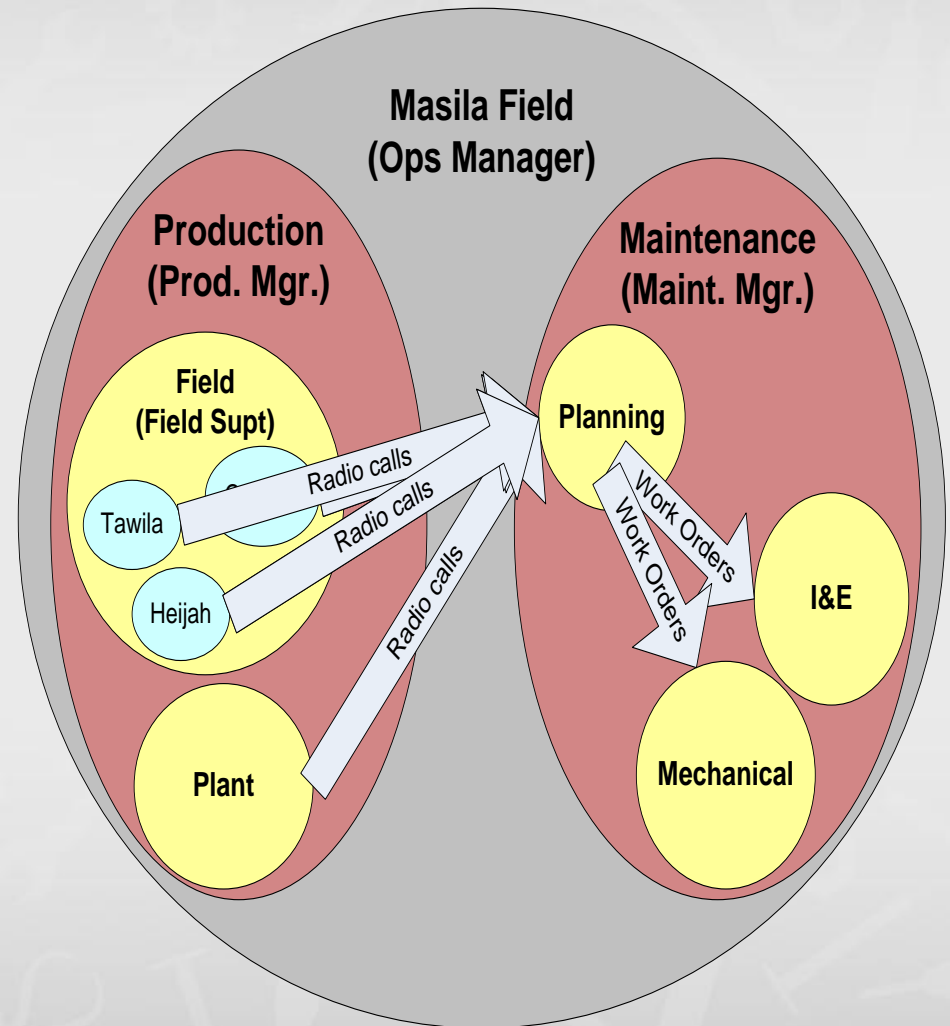 Masila Field
(Ops Manager)
Production
(Prod. Mgr.)
Maintenance
(Maint. Mgr.)
Field
(Field Supt)
Planning
Radio calls
Radio calls
Radio calls
Tawila
Heijah
Work Orders
Work Orders
I&E
Plant
Mechanical